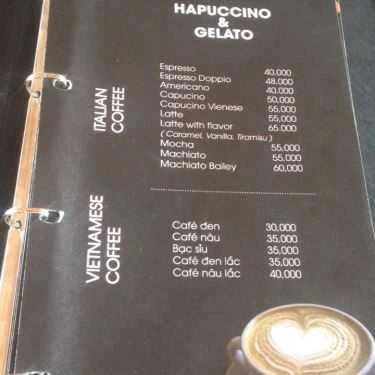 HAPUCCINO
&
GELATO
ITALIAN
COFFEE
Espresso 40,000
Espresso Doppio 48,000
Americano 40,000
Capucino 50,000
Capucino Vienese 55,000
Latte 55,000
Latte with flavor 65,000
( Caramel, Vanilla, Tiramisu )
Mocha 55,000
Machiato 55,000
Machiato Bailey 60,000
VIETNAMESE
COFFEE
Café đen 30,000
Café nâu 35,000
Bạc sỉu 35,000
Café đen lắc 35,000
Café nâu lắc 40,000